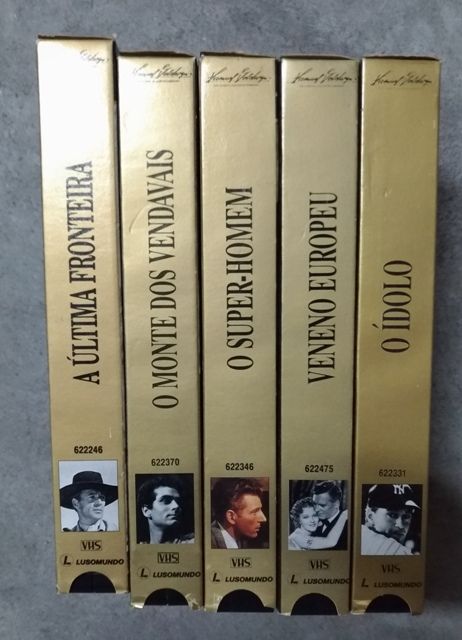 A ÚLTIMA FRONTEIRA
622246
VHS
L LUSOMUNDO
O MONTE DOS VENDAVAIS
622370
VHS
L LUSOMUNDO
O SUPER-HOMEM
622346
VHS
L LUSOMUNDO
VENENO EUROPEU
622475
VHS
L LUSOMUNDO
O ÍDOLO
622331
VHS
L LUSOMUNDO